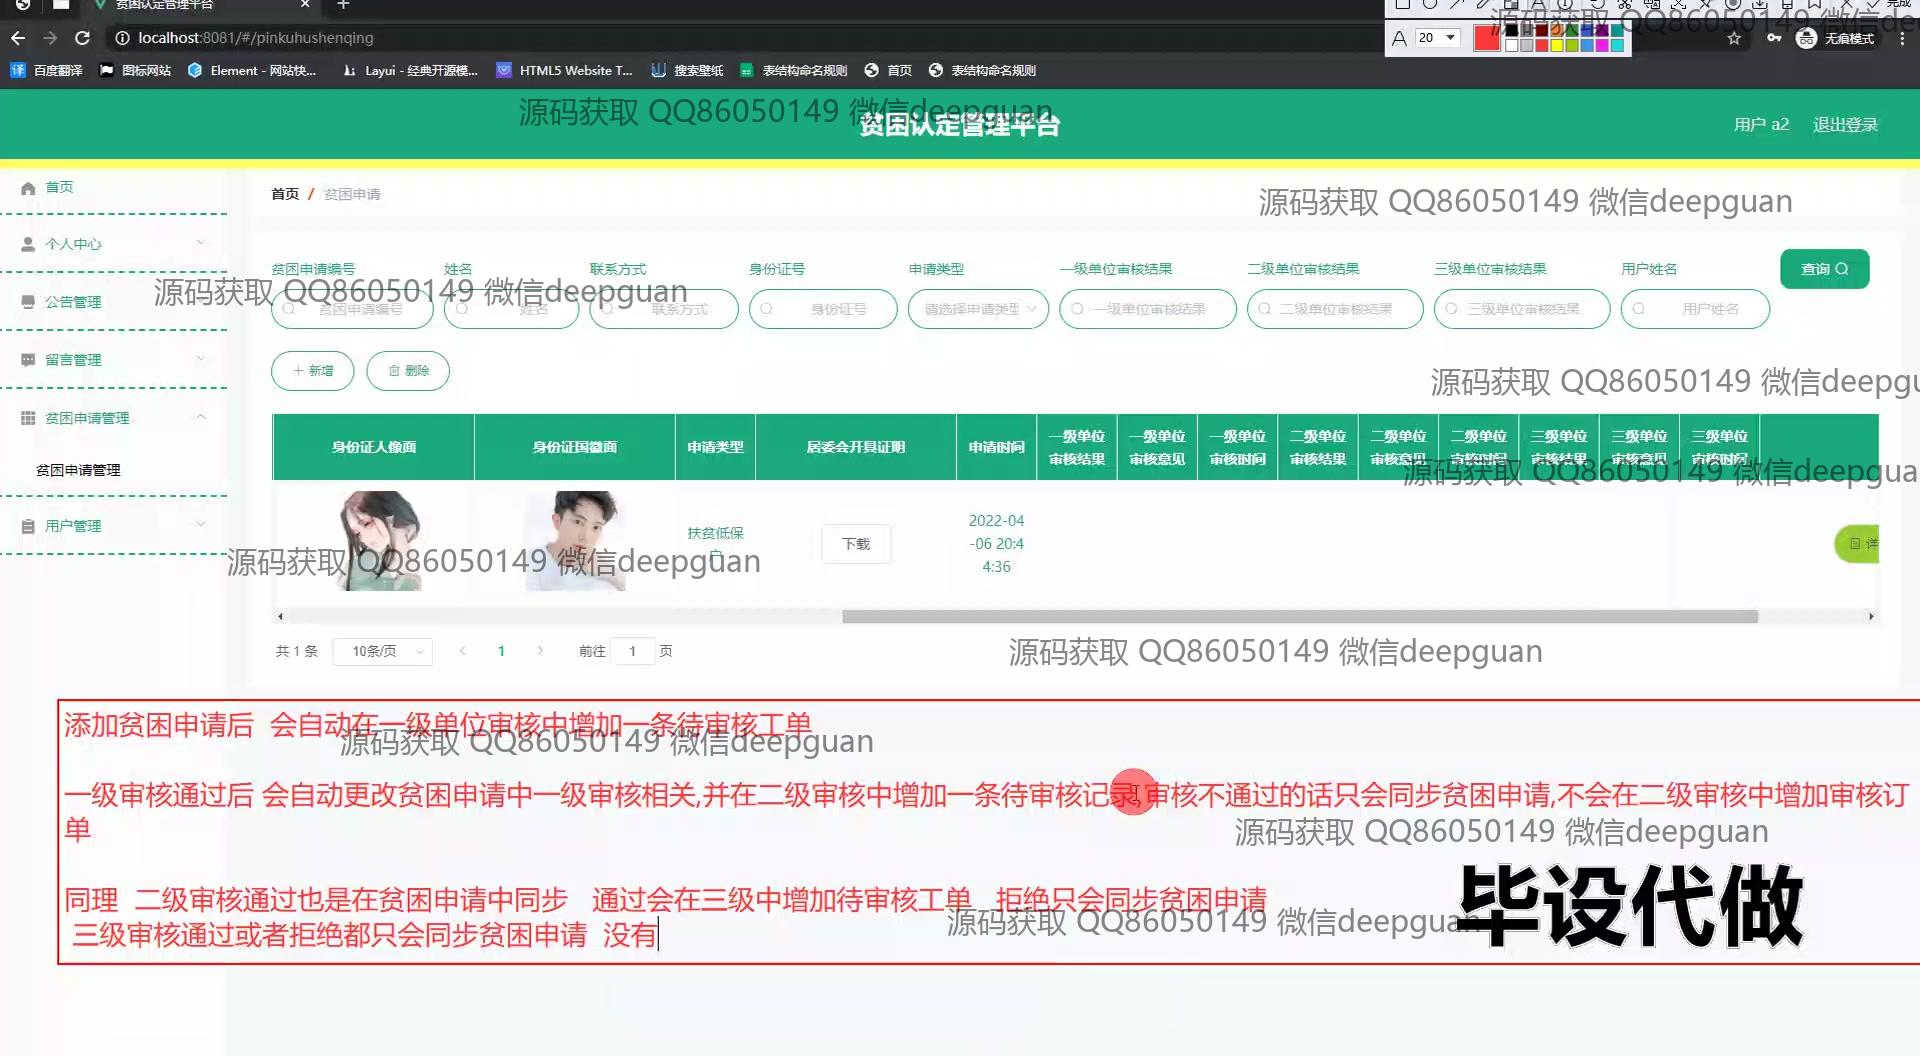 贫困认定管理平台
20
完成
localhost:8081/#/pinkuhushenqing
无痕模式
译 百度翻译 图标网站 Element - 网站快... Layui - 经典开源模... HTML5 Website T... 搜索壁纸 表结构命名规则 首页 表结构命名规则
源码获取 QQ86050149 微信deepguan
贫困认定管理平台
用户 a2 退出登录
首页
个人中心
公告管理
留言管理
贫困申请管理
贫困申请管理
用户管理
首页 / 贫困申请
源码获取 QQ86050149 微信deepguan
贫困申请编号 姓名 联系方式 身份证号 申请类型 一级单位审核结果 二级单位审核结果 三级单位审核结果 用户姓名
查询
源码获取 QQ86050149 微信deepguan
贫困申请编号 姓名 联系方式 身份证号 请选择申请类型 一级单位审核结果 二级单位审核结果 三级单位审核结果 用户姓名
新增 删除
源码获取 QQ86050149 微信deepgu
身份证人像面 身份证国徽面 申请类型 居委会开具证明 申请时间 一级单位审核结果 一级单位审核意见 一级单位审核时间 二级单位审核结果 二级单位审核意见 二级单位审核时间 三级单位审核结果 三级单位审核意见 三级单位审核时间
源码获取 QQ86050149 微信deepgua
扶贫低保户
下载
2022-04
-06 20:4
4:36
详
源码获取 QQ86050149 微信deepguan
共 1 条 10条/页 1 前往 1 页
源码获取 QQ86050149 微信deepguan
添加贫困申请后 会自动在一级单位审核中增加一条待审核工单
源码获取 QQ86050149 微信deepguan
一级审核通过后 会自动更改贫困申请中一级审核相关,并在二级审核中增加一条待审核记录,审核不通过的话只会同步贫困申请,不会在二级审核中增加审核订
单
源码获取 QQ86050149 微信deepguan
同理 二级审核通过也是在贫困申请中同步 通过会在三级中增加待审核工单 拒绝只会同步贫困申请
源码获取 QQ86050149 微信deepguan
三级审核通过或者拒绝都只会同步贫困申请 没有
毕设代做